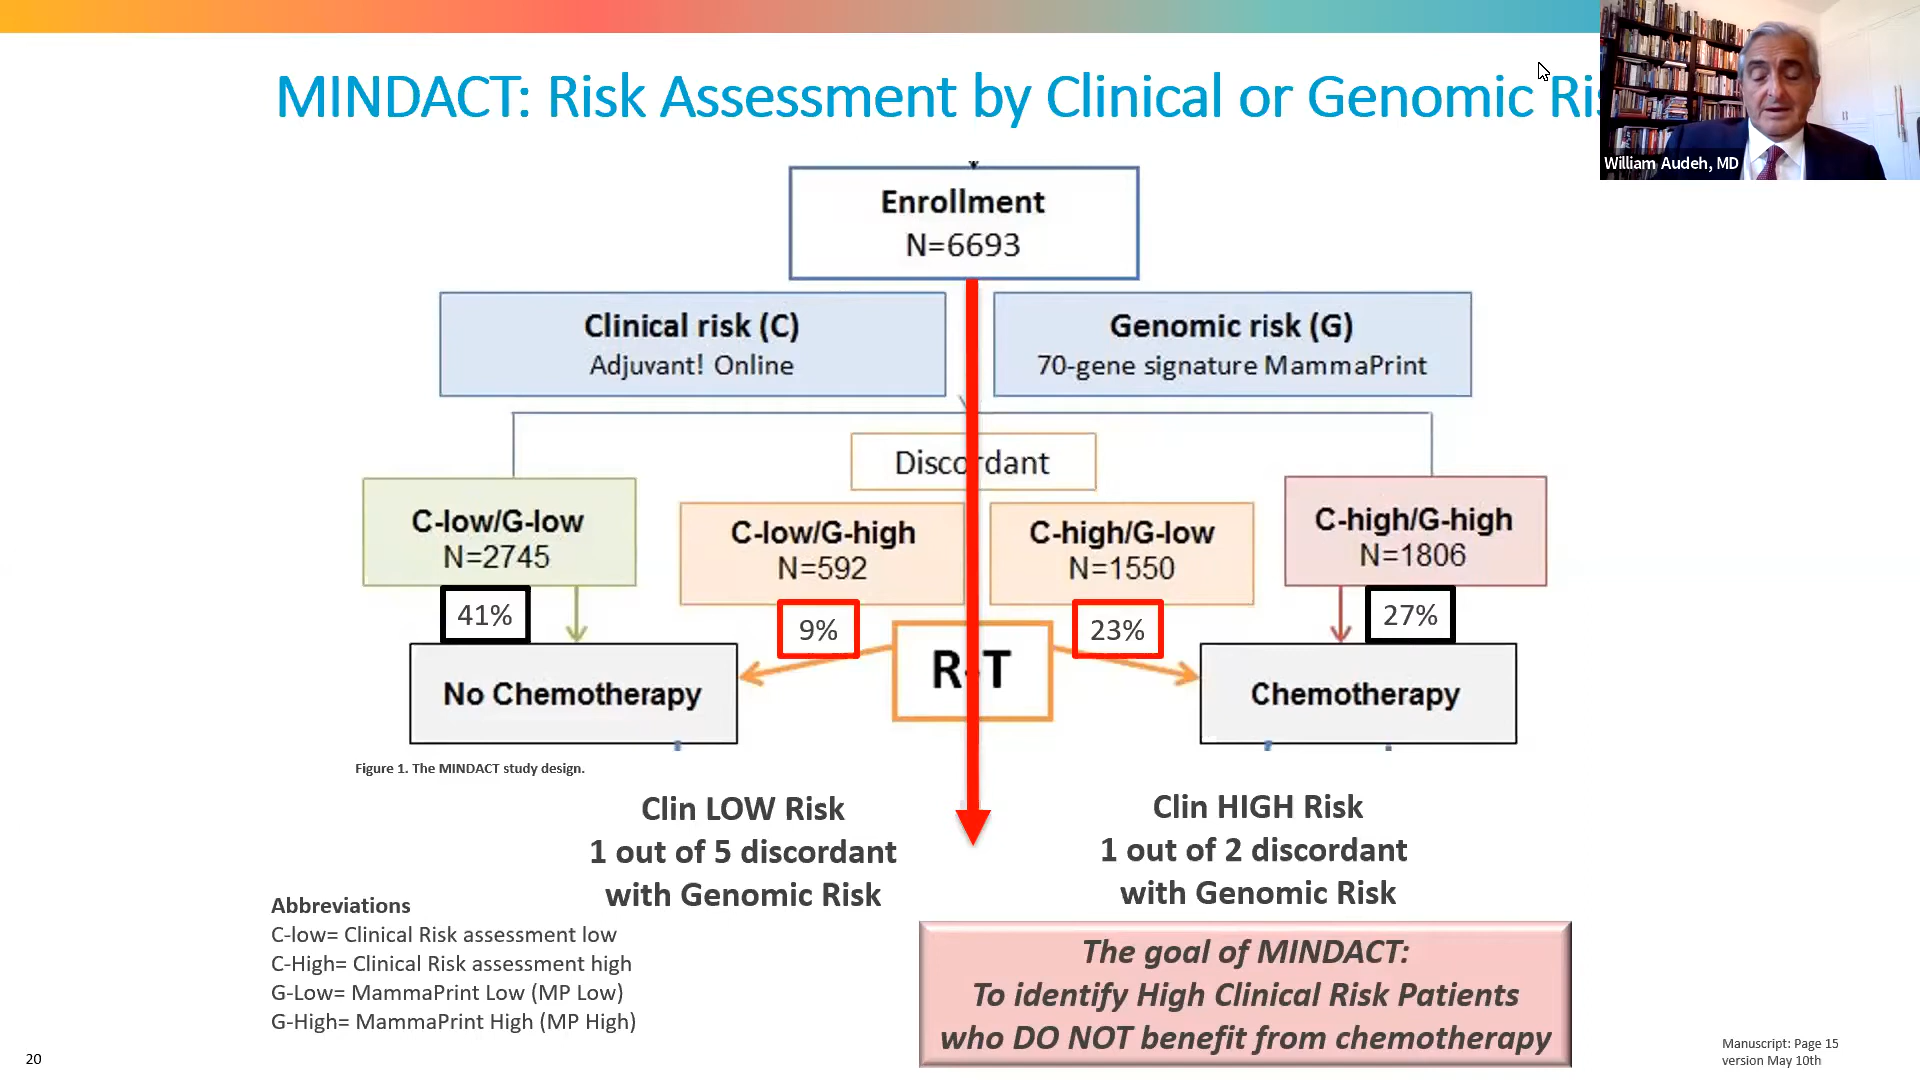 MINDACT: Risk Assessment by Clinical or Genomic Ris
William Audeh, MD
Enrollment
N=6693
Clinical risk (C)
Adjuvant! Online
Genomic risk (G)
70-gene signature MammaPrint
Discordant
C-low/G-low
N=2745
C-low/G-high
N=592
C-high/G-low
N=1550
C-high/G-high
N=1806
41%
9%
23%
27%
No Chemotherapy
R-T
Chemotherapy
Figure 1. The MINDACT study design.
Clin LOW Risk
1 out of 5 discordant
with Genomic Risk
Clin HIGH Risk
1 out of 2 discordant
with Genomic Risk
Abbreviations
C-low= Clinical Risk assessment low
C-High= Clinical Risk assessment high
G-Low= MammaPrint Low (MP Low)
G-High= MammaPrint High (MP High)
The goal of MINDACT:
To identify High Clinical Risk Patients
who DO NOT benefit from chemotherapy
20
Manuscript: Page 15
version May 10th